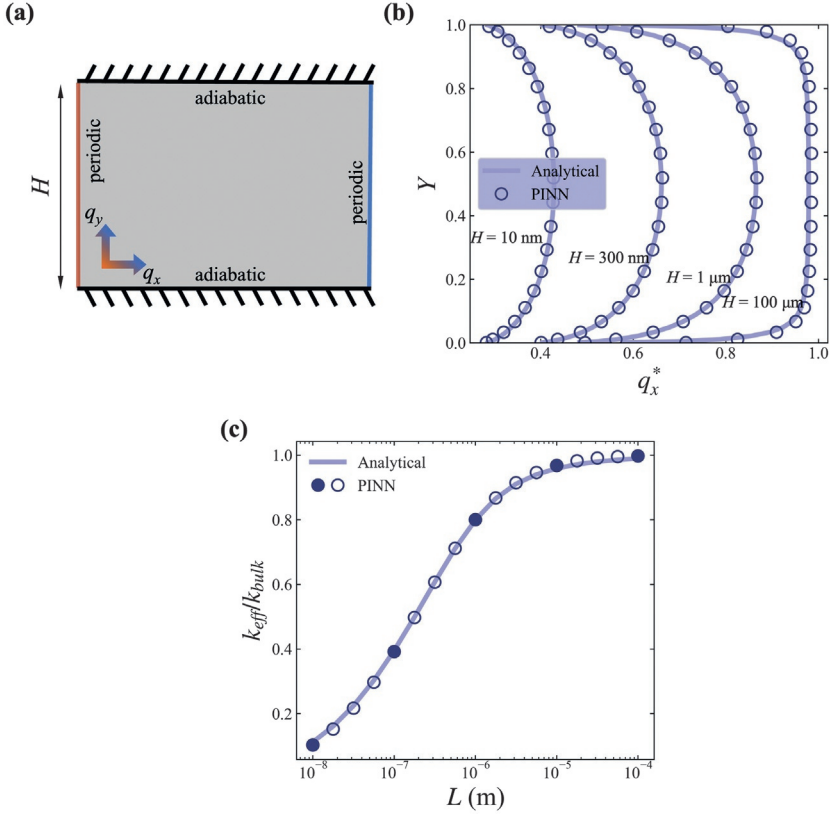 (a)
adiabatic
periodic
H
periodic
q_y
q_x
adiabatic
(b)
1.0
0.8
0.6
0.4
0.2
0.0
Y
Analytical
PINN
H = 10 nm
H = 300 nm
H = 1 μm
H = 100 μm
0.4 0.6 0.8 1.0
q_x^*
(c)
1.0
0.8
0.6
0.4
0.2
k_eff/k_bulk
Analytical
PINN
10^−8 10^−7 10^−6 10^−5 10^−4
L (m)